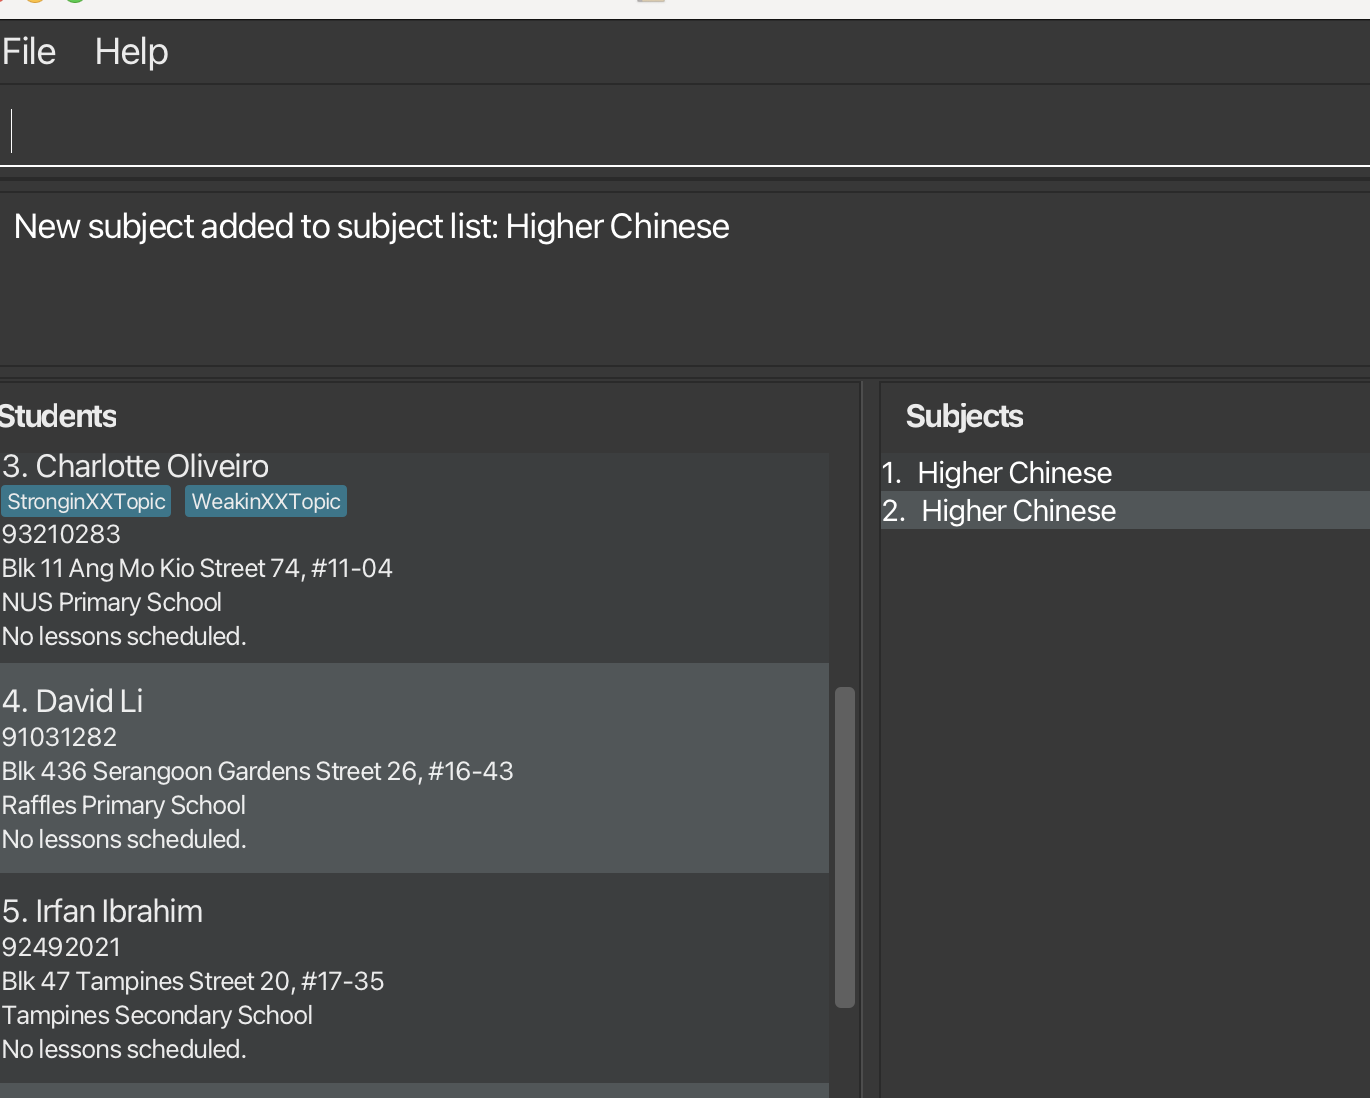 File Help
New subject added to subject list: Higher Chinese
Students
3. Charlotte Oliveiro
StronginXXTopic WeakinXXTopic
93210283
Blk 11 Ang Mo Kio Street 74, #11-04
NUS Primary School
No lessons scheduled.
4. David Li
91031282
Blk 436 Serangoon Gardens Street 26, #16-43
Raffles Primary School
No lessons scheduled.
5. Irfan Ibrahim
92492021
Blk 47 Tampines Street 20, #17-35
Tampines Secondary School
No lessons scheduled.
Subjects
1. Higher Chinese
2. Higher Chinese